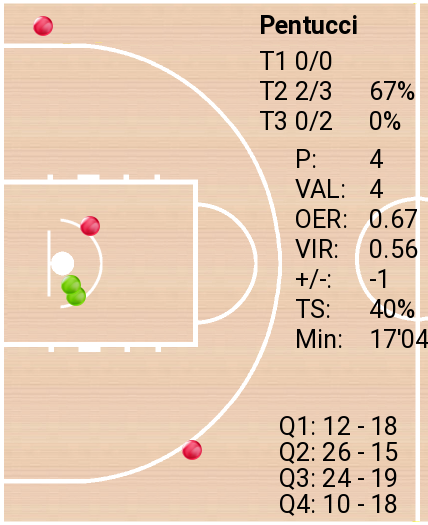 Pentucci
T1 0/0
T2 2/3 67%
T3 0/2 0%
P: 4
VAL: 4
OER: 0.67
VIR: 0.56
+/-: -1
TS: 40%
Min: 17'04
Q1: 12 - 18
Q2: 26 - 15
Q3: 24 - 19
Q4: 10 - 18